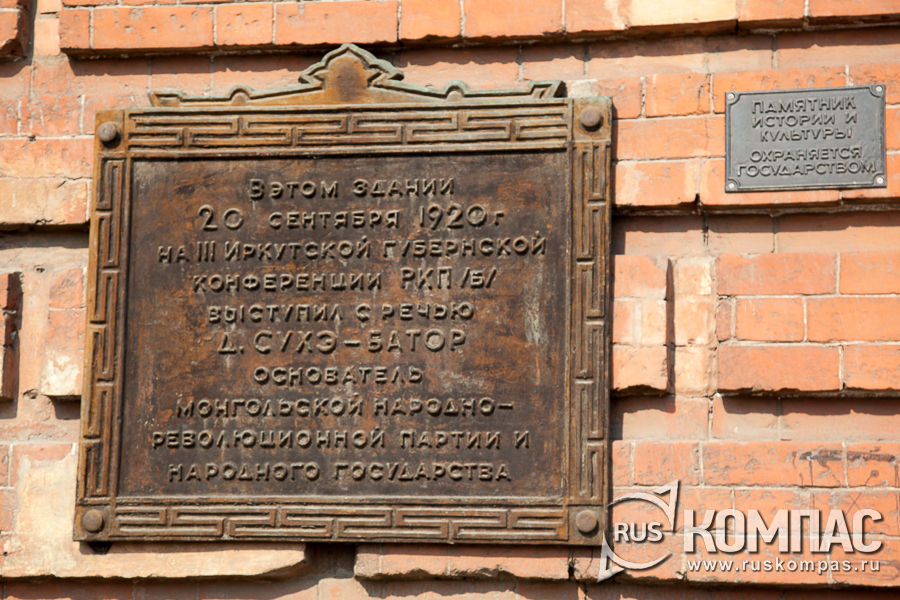 В этом здании
20 сентября 1920 г
на III Иркутской губернской
конференции РКП/б/
выступил с речью
Д. СУХЭ-БАТОР
основатель
монгольской народно-
революционной партии и
народного государства
ПАМЯТНИК
ИСТОРИИ И
КУЛЬТУРЫ
ОХРАНЯЕТСЯ
ГОСУДАРСТВОМ
RUS КОМПАС.ru
www.ruskompas.ru